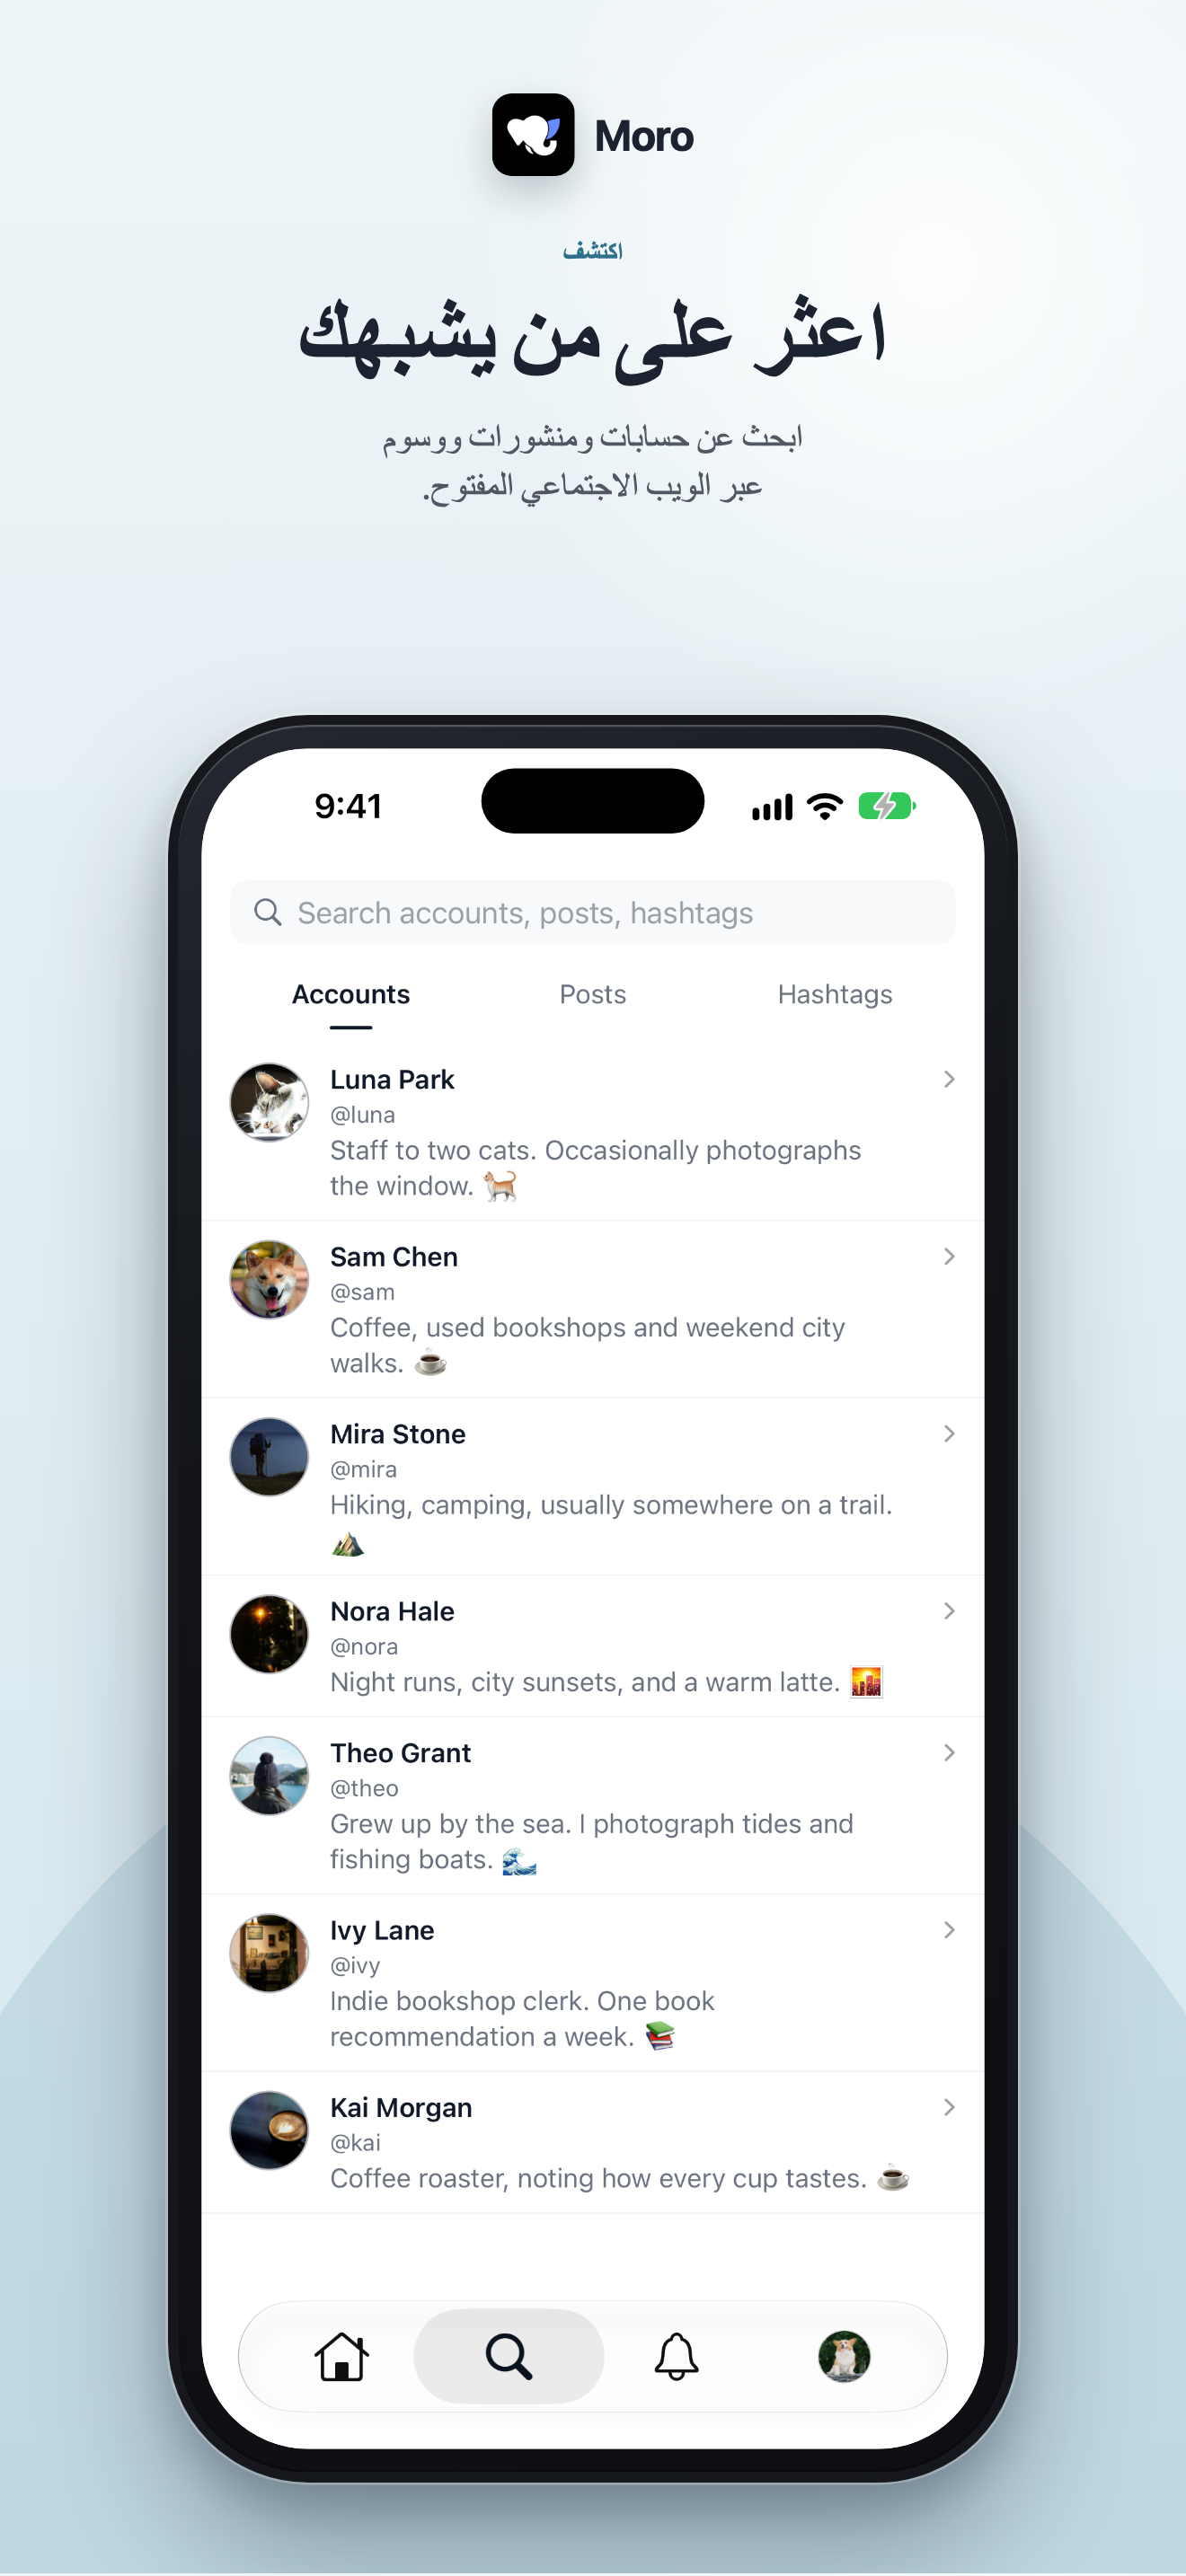 Moro
اكتشف
اعثر على من يشبهك
ابحث عن حسابات ومنشورات ووسوم
عبر الويب الاجتماعي المفتوح.
9:41
Search accounts, posts, hashtags
Accounts Posts Hashtags
Luna Park
@luna
Staff to two cats. Occasionally photographs
the window. 🐈
Sam Chen
@sam
Coffee, used bookshops and weekend city
walks. ☕
Mira Stone
@mira
Hiking, camping, usually somewhere on a trail.
⛰️
Nora Hale
@nora
Night runs, city sunsets, and a warm latte. 🌇
Theo Grant
@theo
Grew up by the sea. I photograph tides and
fishing boats. 🌊
Ivy Lane
@ivy
Indie bookshop clerk. One book
recommendation a week. 📚
Kai Morgan
@kai
Coffee roaster, noting how every cup tastes. ☕